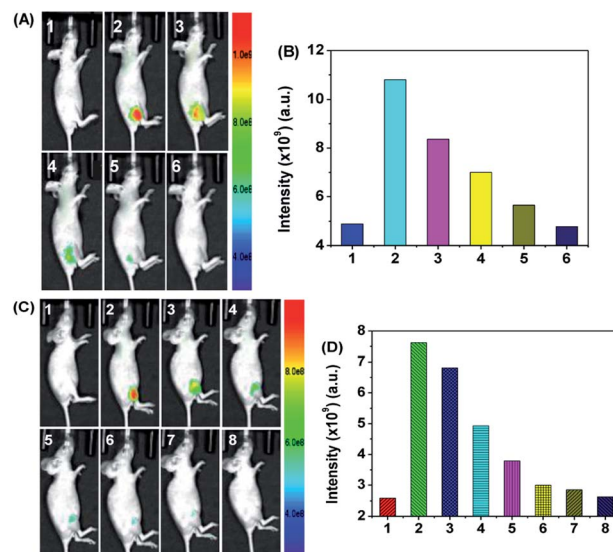 (A)
1 2 3
4 5 6
1.0e9
8.0e8
6.0e8
4.0e8
(B)
Intensity (x10⁹) (a.u.)
12
10
8
6
4
1 2 3 4 5 6
(C)
1 2 3 4
5 6 7 8
8.0e8
6.0e8
4.0e8
(D)
Intensity (x10⁹) (a.u.)
8
7
6
5
4
3
2
1 2 3 4 5 6 7 8